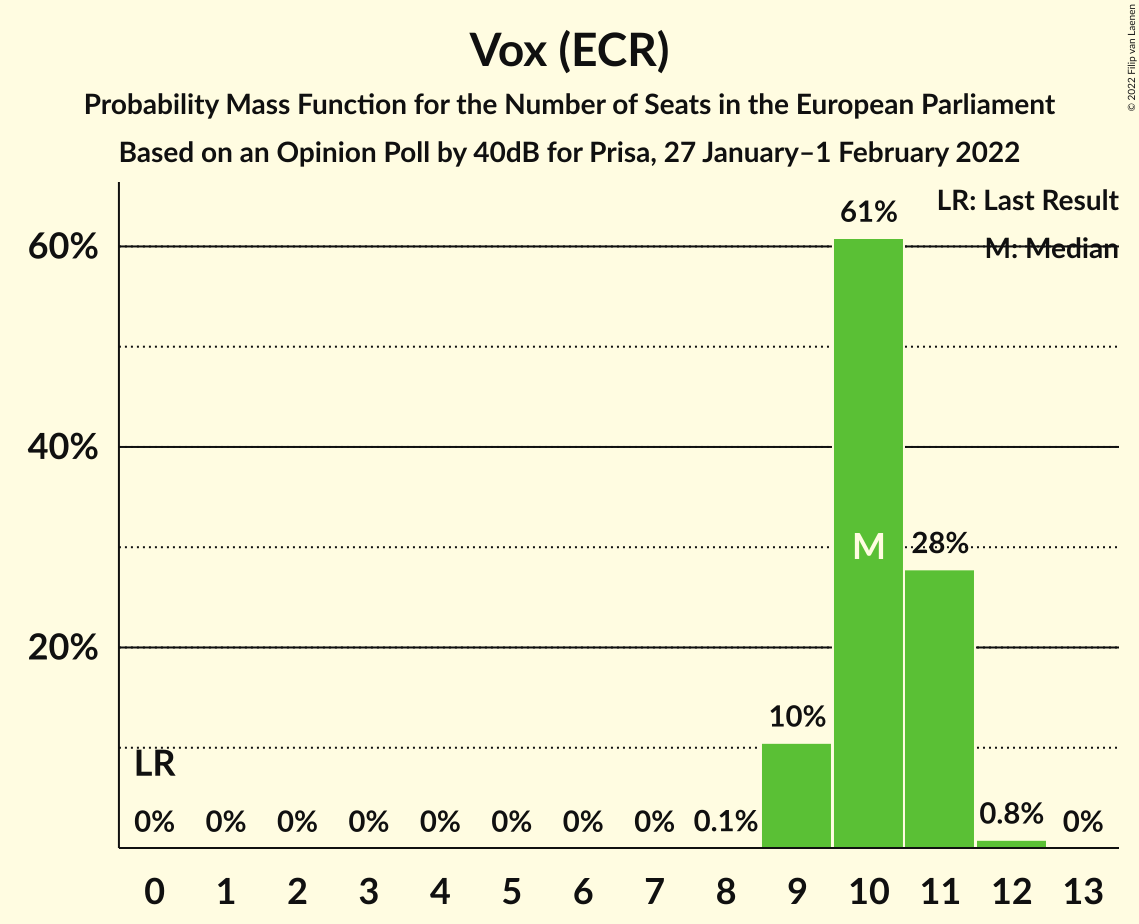 Vox (ECR)
Probability Mass Function for the Number of Seats in the European Parliament
Based on an Opinion Poll by 40dB for Prisa, 27 January–1 February 2022
© 2022 Filip van Laenen
LR: Last Result
M: Median
61%
60%
40%
M
28%
20%
10%
LR
0% 0% 0% 0% 0% 0% 0% 0% 0.1% 0.8% 0%
0 1 2 3 4 5 6 7 8 9 10 11 12 13